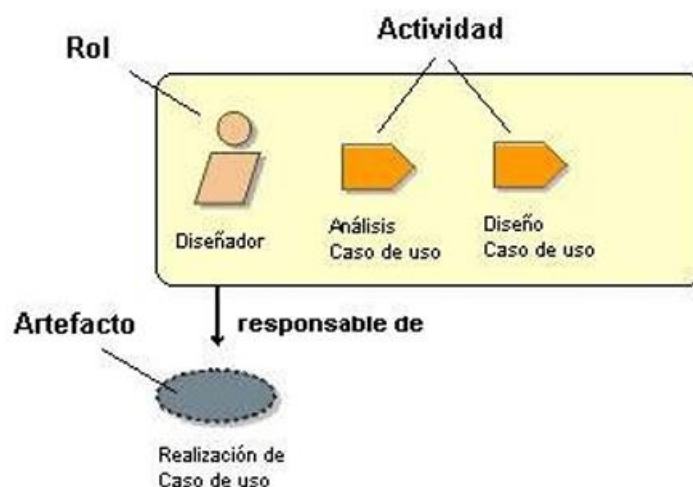 Actividad
Rol
Diseñador
Análisis
Caso de uso
Diseño
Caso de uso
Artefacto
responsable de
Realización de
Caso de uso